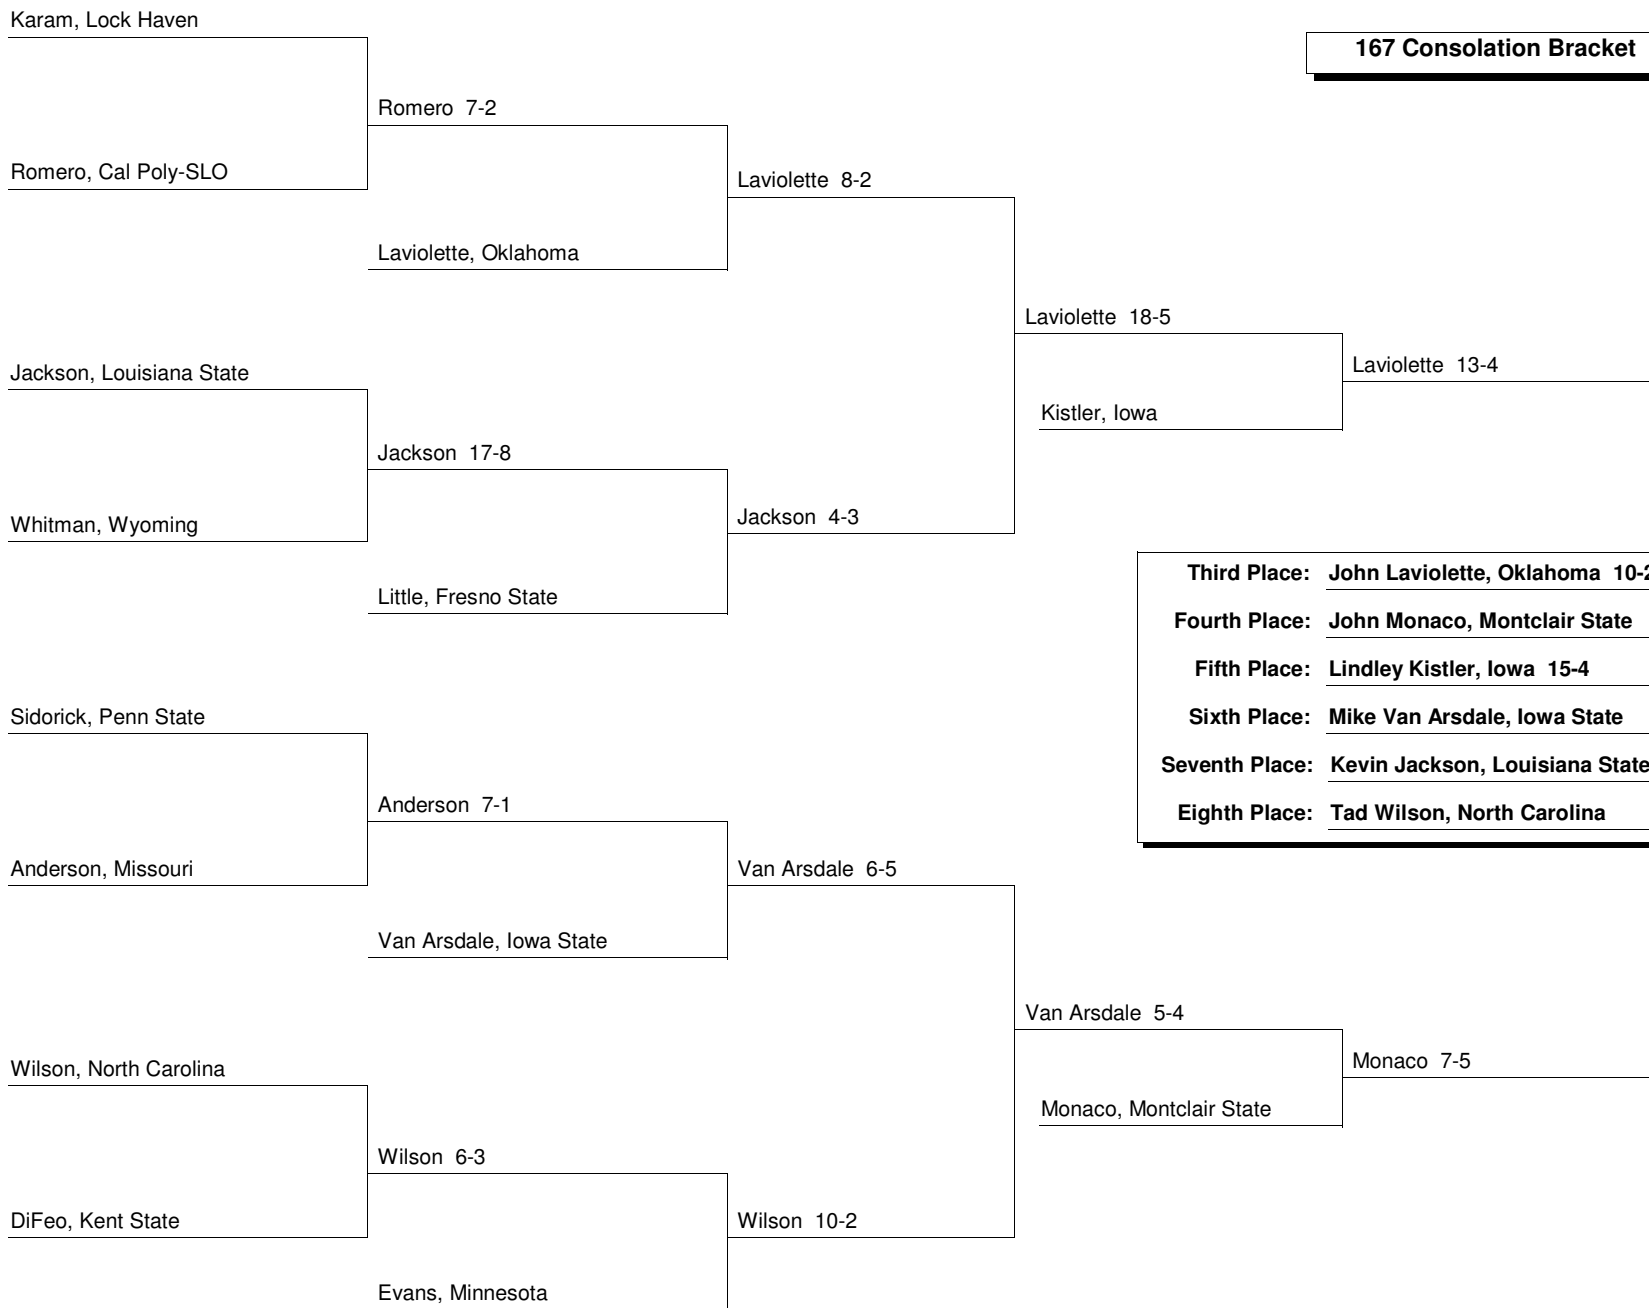 Karam, Lock Haven
167 Consolation Bracket
Romero 7-2
Romero, Cal Poly-SLO
Laviolette 8-2
Laviolette, Oklahoma
Laviolette 18-5
Jackson, Louisiana State
Laviolette 13-4
Kistler, Iowa
Jackson 17-8
Whitman, Wyoming
Jackson 4-3
Little, Fresno State
Third Place: John Laviolette, Oklahoma 10-2
Fourth Place: John Monaco, Montclair State
Fifth Place: Lindley Kistler, Iowa 15-4
Sixth Place: Mike Van Arsdale, Iowa State
Seventh Place: Kevin Jackson, Louisiana State
Eighth Place: Tad Wilson, North Carolina
Sidorick, Penn State
Anderson 7-1
Anderson, Missouri
Van Arsdale 6-5
Van Arsdale, Iowa State
Van Arsdale 5-4
Wilson, North Carolina
Monaco 7-5
Monaco, Montclair State
Wilson 6-3
DiFeo, Kent State
Wilson 10-2
Evans, Minnesota